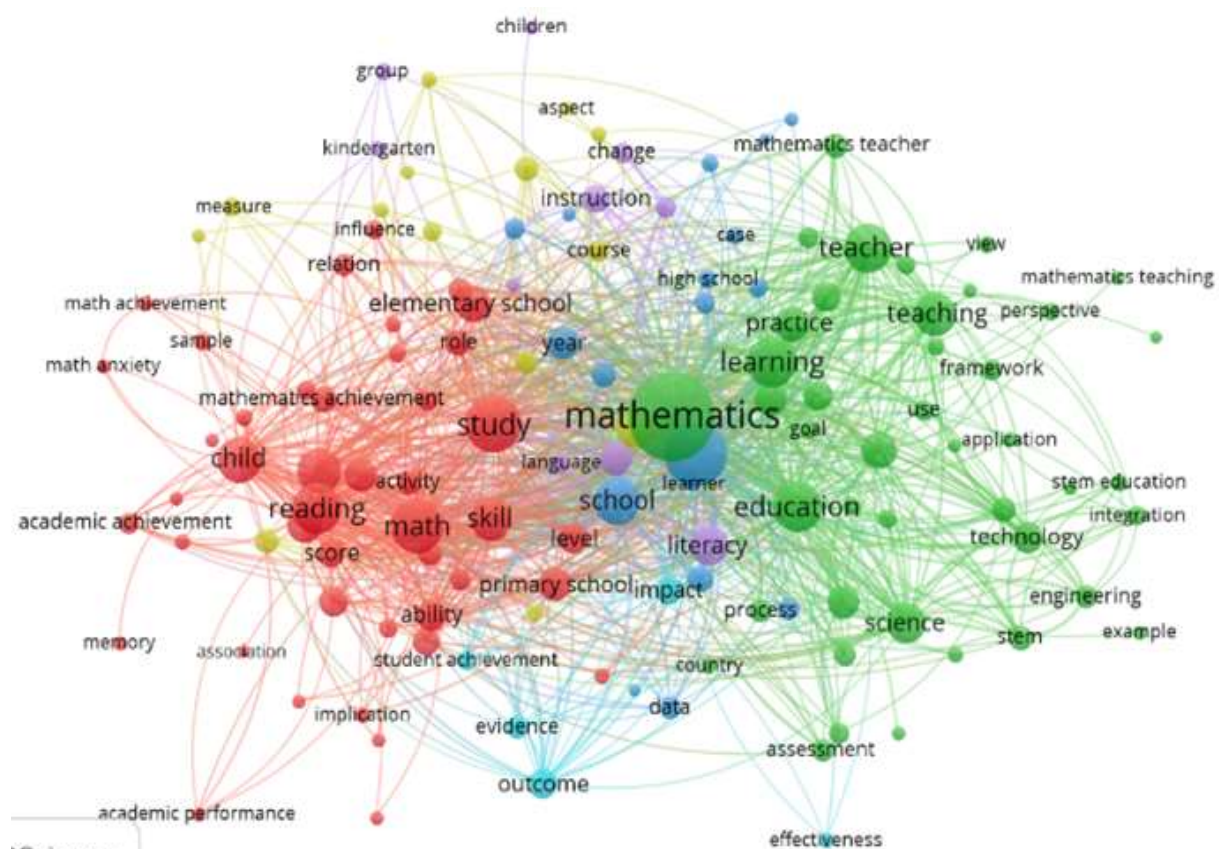 children
group
aspect
kindergarten
change
mathematics teacher
measure
instruction
influence
course
case
teacher
view
relation
high school
mathematics teaching
math achievement
elementary school
practice
teaching
perspective
sample
role
year
learning
math anxiety
framework
mathematics achievement
study
mathematics
goal
use
child
language
application
activity
learner
stem education
reading
school
education
integration
academic achievement
math
skill
score
level
literacy
technology
primary school
impact
engineering
ability
process
science
memory
association
student achievement
country
stem
example
implication
evidence
data
assessment
outcome
academic performance
effectiveness